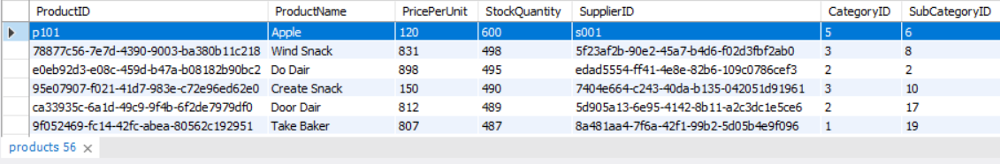 ProductID ProductName PricePerUnit StockQuantity SupplierID CategoryID SubCategoryID
p101 Apple 120 600 s001 5 6
78877c56-7e7d-4390-9003-ba380b11c218 Wind Snack 831 498 5f23af2b-90e2-45a7-b4d6-f02d3fbf2ab0 3 8
e0eb92d3-e08c-459d-b47a-b08182b90bc2 Do Dair 898 495 edad5554-ff41-4e8e-82b6-109c0786cef3 2 2
95e07907-f021-41d7-983e-c72e96ed62e0 Create Snack 150 490 7404e664-c243-40da-b135-042051d91961 3 10
ca33935c-6a1d-49c9-9f4b-6f2de7979df0 Door Dair 812 489 5d905a13-6e95-4142-8b11-a2c3dc1e5ce6 2 17
9f052469-fc14-42fc-abea-80562c192951 Take Baker 807 487 8a481aa4-7f6a-42f1-99b2-5d05b4e9f096 1 19
products 56